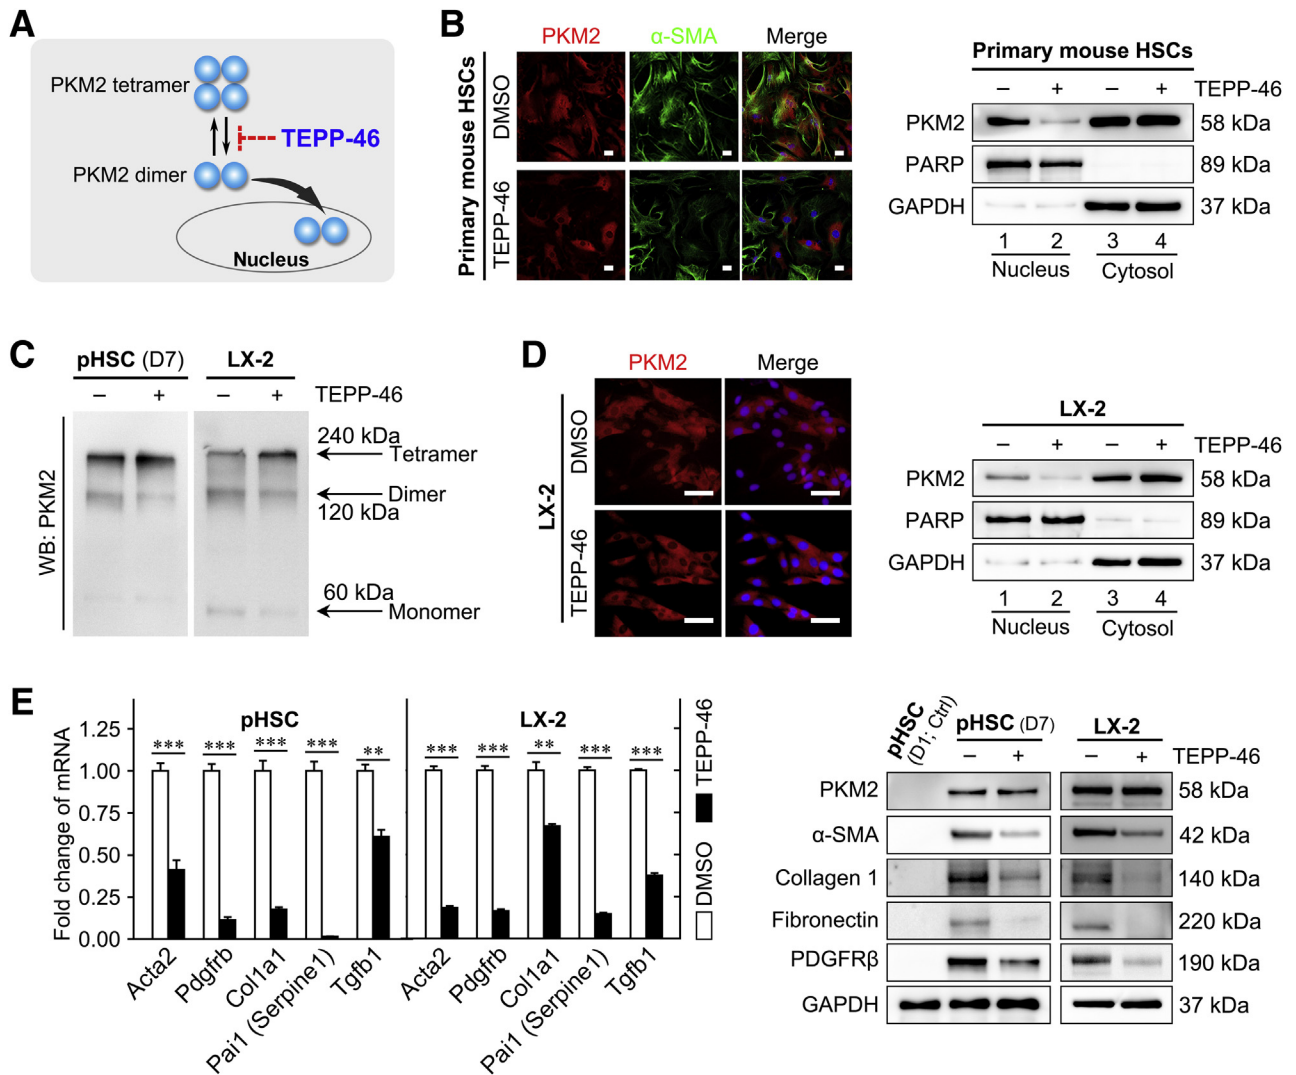 A
PKM2 tetramer
TEPP-46
PKM2 dimer
Nucleus
B
PKM2 α-SMA Merge
Primary mouse HSCs
DMSO
TEPP-46
Primary mouse HSCs
− + − + TEPP-46
PKM2 58 kDa
PARP 89 kDa
GAPDH 37 kDa
1 2 3 4
Nucleus Cytosol
C
pHSC (D7) LX-2
− + − + TEPP-46
WB: PKM2
240 kDa
Tetramer
Dimer
120 kDa
60 kDa
Monomer
D
PKM2 Merge
LX-2
DMSO
TEPP-46
LX-2
− + − + TEPP-46
PKM2 58 kDa
PARP 89 kDa
GAPDH 37 kDa
1 2 3 4
Nucleus Cytosol
E
Fold change of mRNA
1.25
1.00
0.75
0.50
0.25
0.00
pHSC LX-2
*** *** *** *** ** *** *** ** *** ***
Acta2 Pdgfrb Col1a1 Pai1 (Serpine1) Tgfb1 Acta2 Pdgfrb Col1a1 Pai1 (Serpine1) Tgfb1
DMSO TEPP-46
pHSC
(D1; Ctrl)
pHSC (D7) LX-2
− + − + TEPP-46
PKM2 58 kDa
α-SMA 42 kDa
Collagen 1 140 kDa
Fibronectin 220 kDa
PDGFRβ 190 kDa
GAPDH 37 kDa